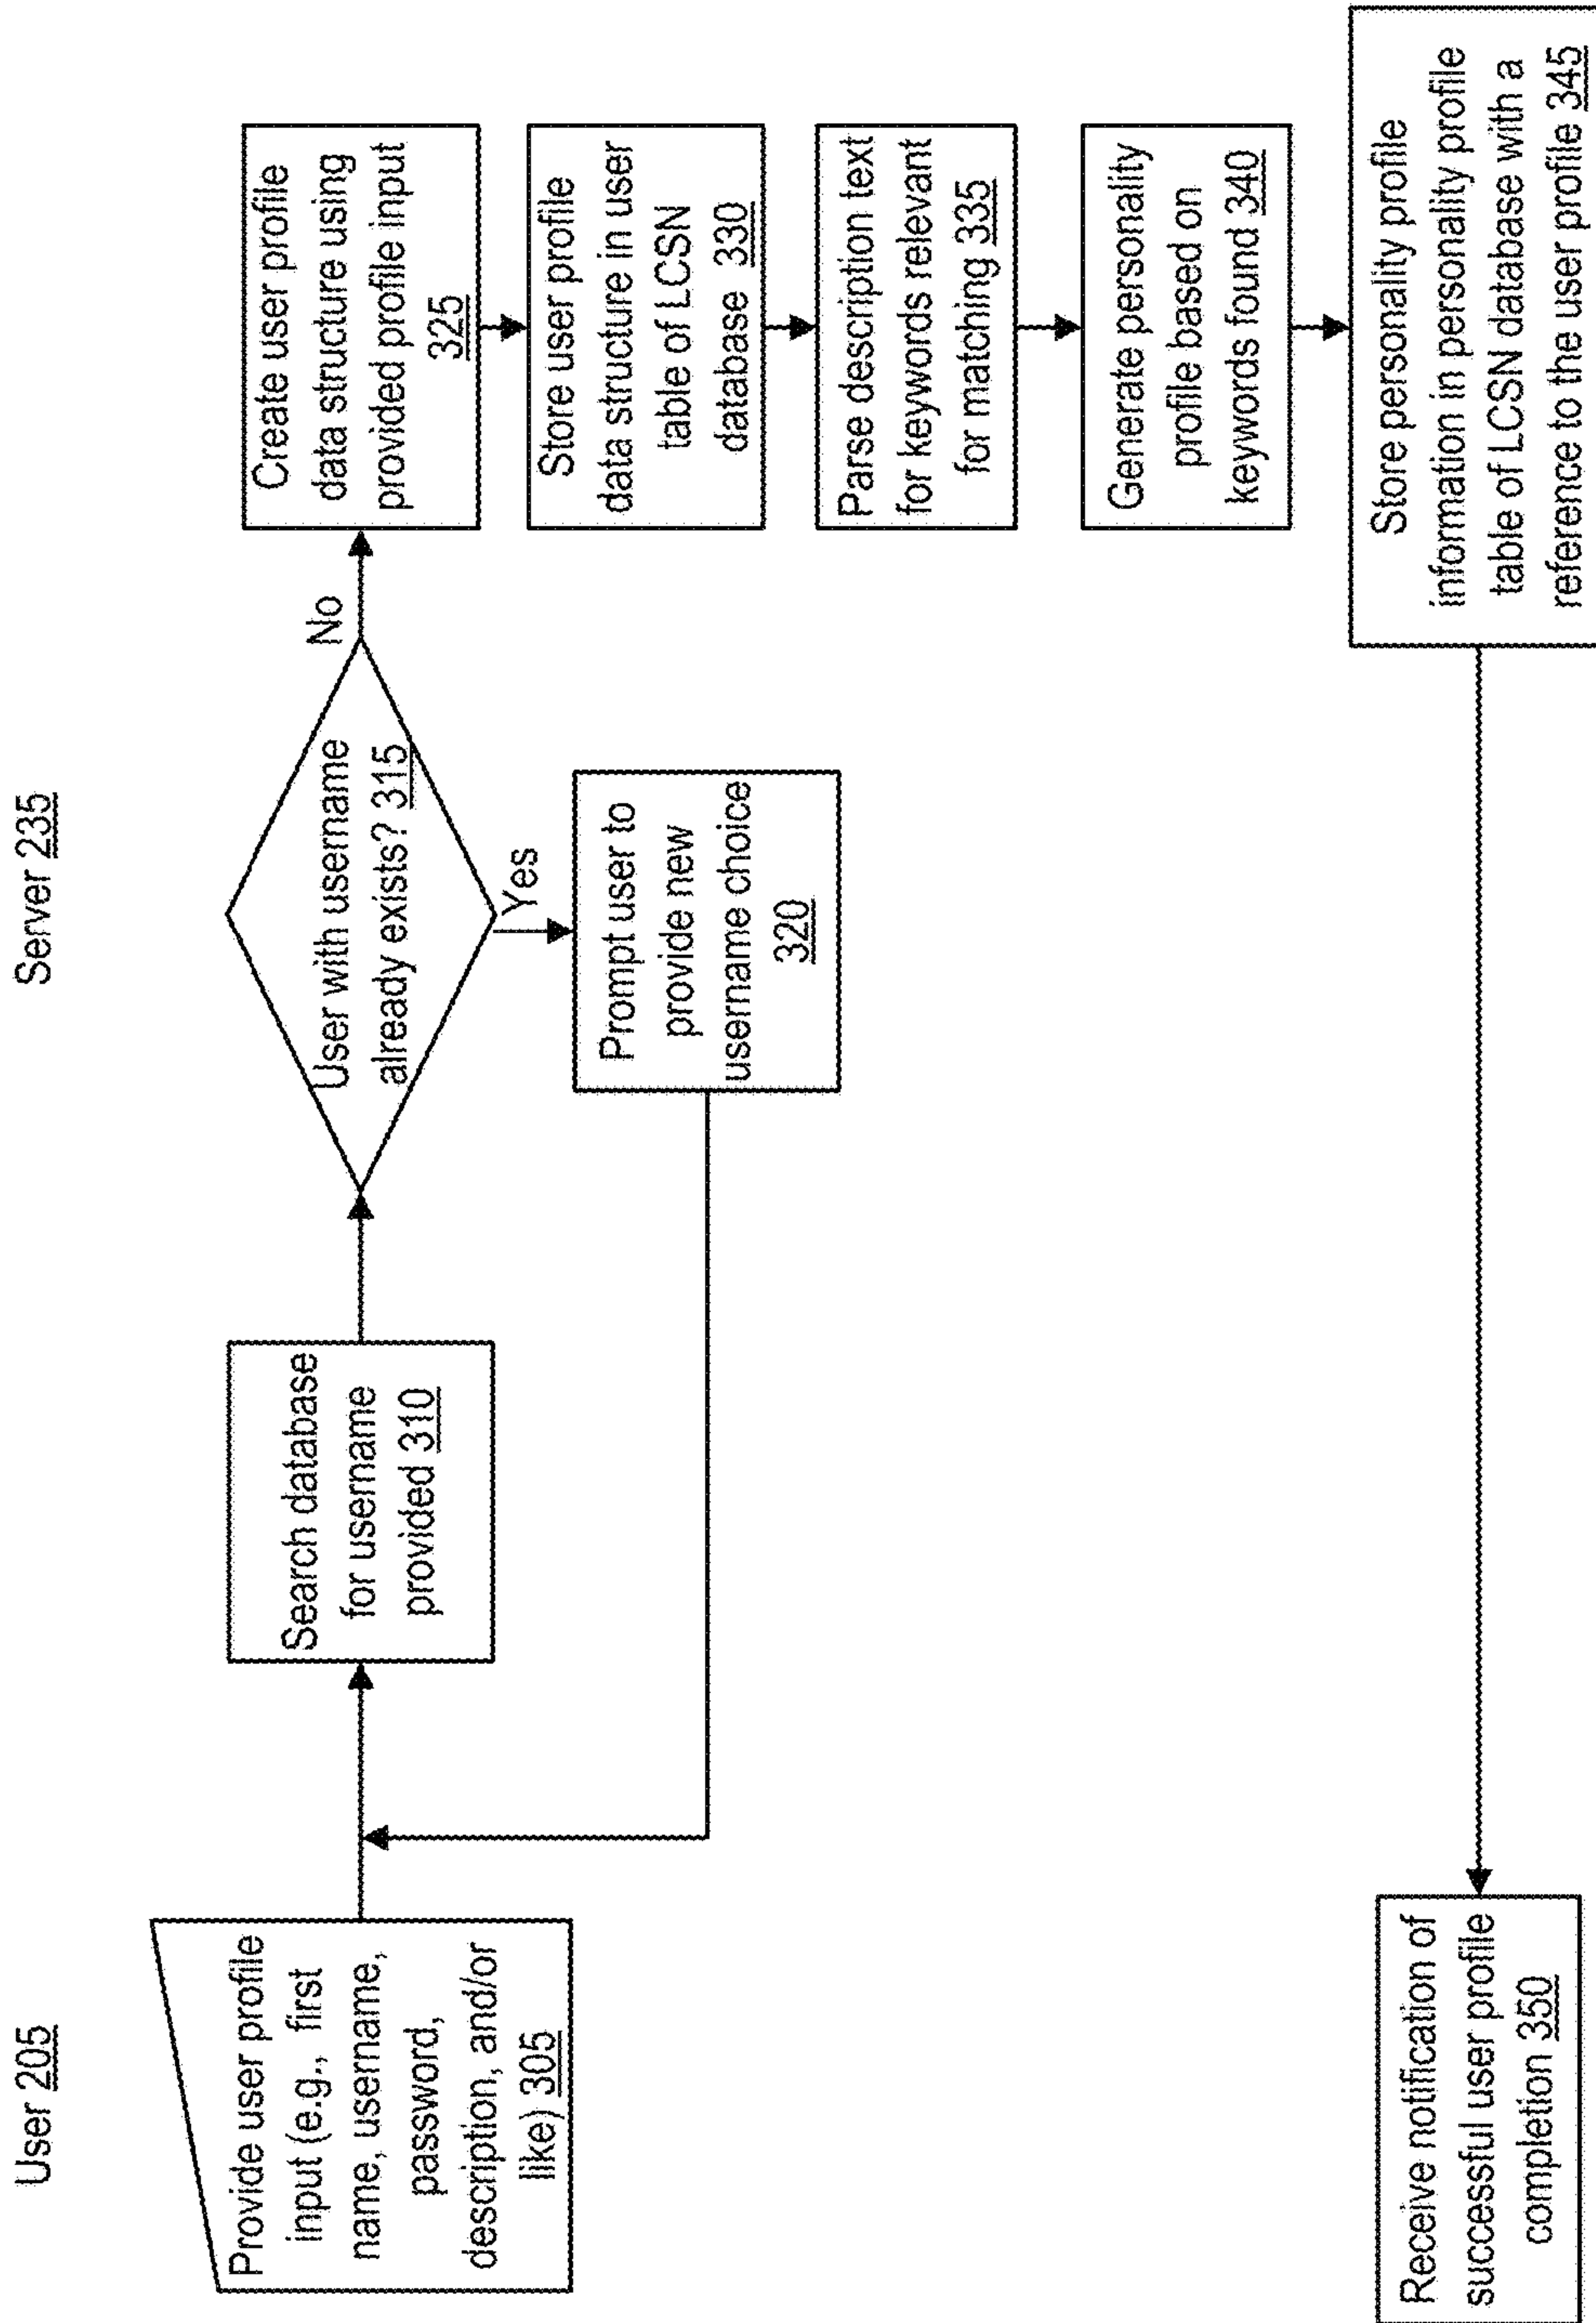 User 205
Server 235
Provide user profile
input (e.g., first
name, username,
password,
description, and/or
like) 305
Search database
for username
provided 310
User with username
already exists? 315
No
Yes
Prompt user to
provide new
username choice
320
Create user profile
data structure using
provided profile input
325
Store user profile
data structure in user
table of LCSN
database 330
Parse description text
for keywords relevant
for matching 335
Generate personality
profile based on
keywords found 340
Store personality profile
information in personality profile
table of LCSN database with a
reference to the user profile 345
Receive notification of
successful user profile
completion 350